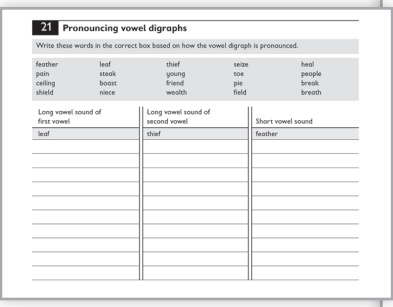 21 Pronouncing vowel digraphs
Write these words in the correct box based on how the vowel digraph is pronounced.
feather leaf thief seize heal
pain steak young toe people
ceiling boast friend pie break
shield niece wealth field breath
Long vowel sound of first vowel
Long vowel sound of second vowel
Short vowel sound
leaf thief feather